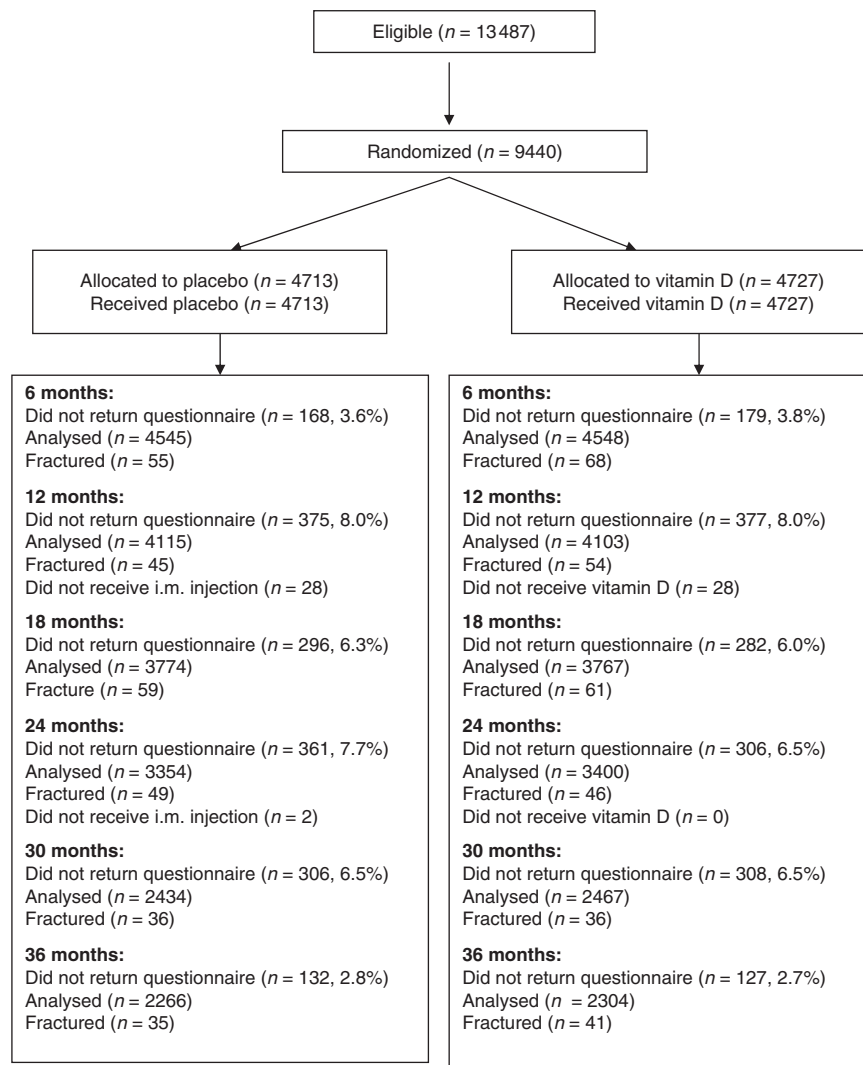 Eligible (n = 13 487)
Randomized (n = 9440)
Allocated to placebo (n = 4713)
Received placebo (n = 4713)
Allocated to vitamin D (n = 4727)
Received vitamin D (n = 4727)
6 months:
Did not return questionnaire (n = 168, 3.6%)
Analysed (n = 4545)
Fractured (n = 55)
12 months:
Did not return questionnaire (n = 375, 8.0%)
Analysed (n = 4115)
Fractured (n = 45)
Did not receive i.m. injection (n = 28)
18 months:
Did not return questionnaire (n = 296, 6.3%)
Analysed (n = 3774)
Fracture (n = 59)
24 months:
Did not return questionnaire (n = 361, 7.7%)
Analysed (n = 3354)
Fractured (n = 49)
Did not receive i.m. injection (n = 2)
30 months:
Did not return questionnaire (n = 306, 6.5%)
Analysed (n = 2434)
Fractured (n = 36)
36 months:
Did not return questionnaire (n = 132, 2.8%)
Analysed (n = 2266)
Fractured (n = 35)
6 months:
Did not return questionnaire (n = 179, 3.8%)
Analysed (n = 4548)
Fractured (n = 68)
12 months:
Did not return questionnaire (n = 377, 8.0%)
Analysed (n = 4103)
Fractured (n = 54)
Did not receive vitamin D (n = 28)
18 months:
Did not return questionnaire (n = 282, 6.0%)
Analysed (n = 3767)
Fractured (n = 61)
24 months:
Did not return questionnaire (n = 306, 6.5%)
Analysed (n = 3400)
Fractured (n = 46)
Did not receive vitamin D (n = 0)
30 months:
Did not return questionnaire (n = 308, 6.5%)
Analysed (n = 2467)
Fractured (n = 36)
36 months:
Did not return questionnaire (n = 127, 2.7%)
Analysed (n = 2304)
Fractured (n = 41)